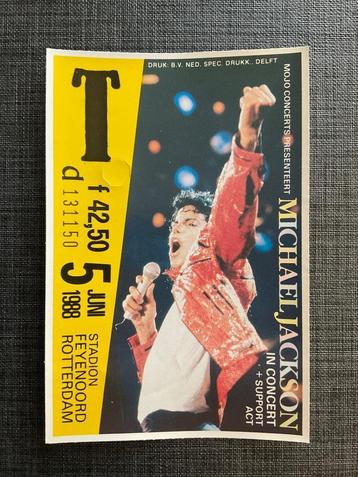 DRUK: B.V. NED. SPEC. DRUKK.. DELFT
MOJO CONCERTS PRESENTEERT
MICHAEL JACKSON
IN CONCERT
+ SUPPORT
ACT
T
d
131150
f 42,50
5 JUNI
1988
STADION
FEYENOORD
ROTTERDAM